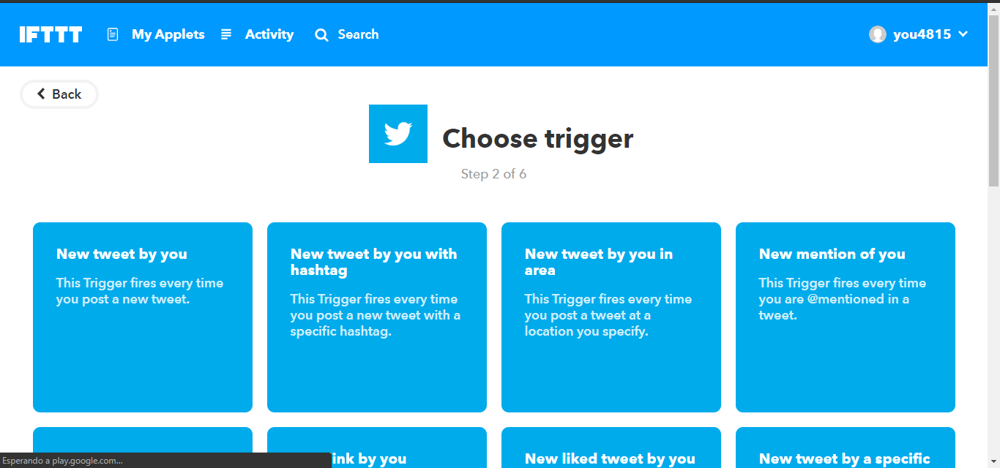 IFTTT My Applets Activity Search you4815
Back
Choose trigger
Step 2 of 6
New tweet by you
This Trigger fires every time
you post a new tweet.
New tweet by you with
hashtag
This Trigger fires every time
you post a new tweet with a
specific hashtag.
New tweet by you in
area
This Trigger fires every time
you post a tweet at a
location you specify.
New mention of you
This Trigger fires every time
you are @mentioned in a
tweet.
by you
New liked tweet by you
New tweet by a specific
Esperando a play.google.com...